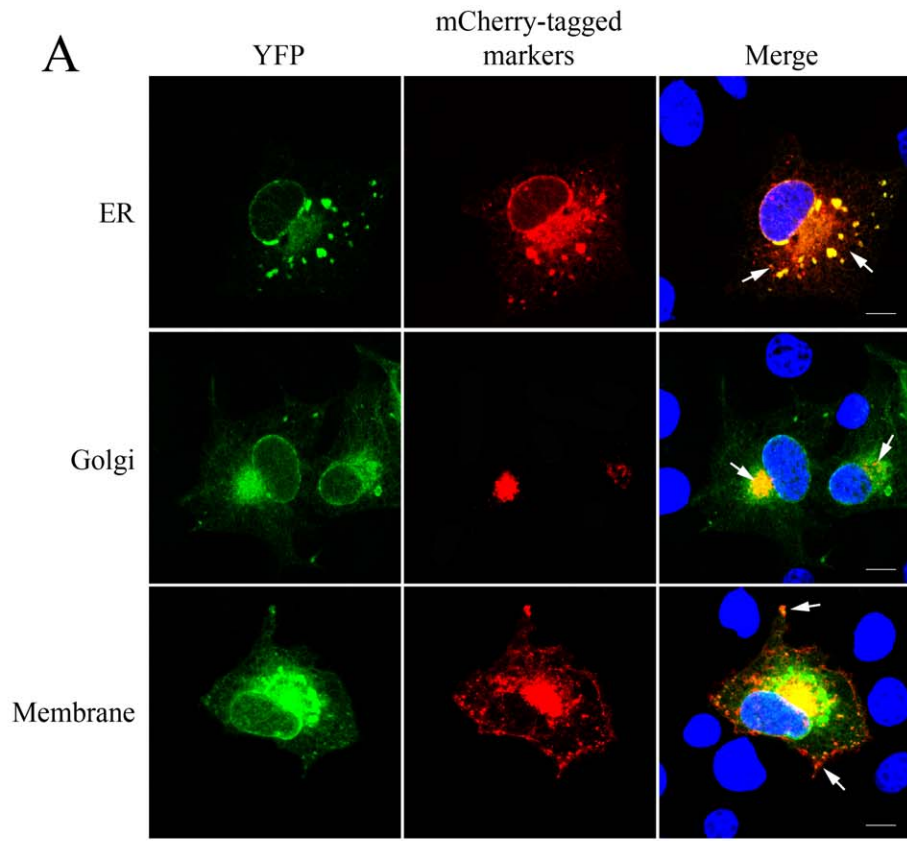 A
YFP
mCherry-tagged
markers
Merge
ER
Golgi
Membrane